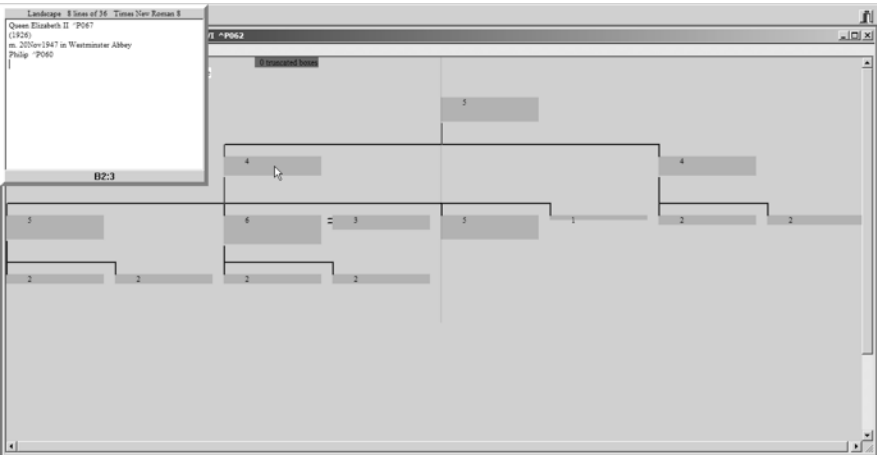 Landscape 8 lines of 36 Times New Roman 8
Queen Elizabeth II ^P067
(1926)
m. 20Nov1947 in Westminster Abbey
Philip ^P060
B2:3
VI ^P062
0 truncated boxes
5
4
4
5
6
=
3
5
1
2
2
2
2
2
2